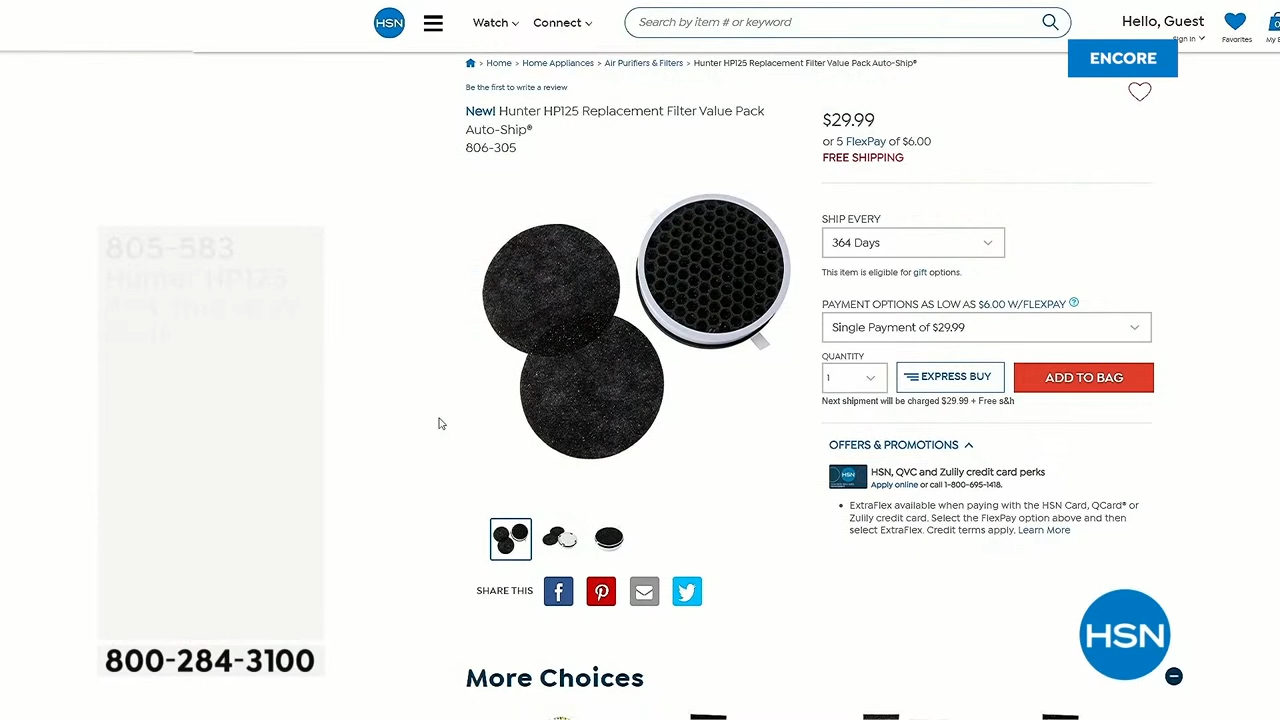 HSN
Watch
Connect
Search by item # or keyword
Hello, Guest
Sign In
Favorites
0
ENCORE
> Home > Home Appliances > Air Purifiers & Filters > Hunter HP125 Replacement Filter Value Pack Auto-Ship®
Be the first to write a review
New! Hunter HP125 Replacement Filter Value Pack
Auto-Ship®
806-305
$29.99
or 5 FlexPay of $6.00
FREE SHIPPING
SHIP EVERY
364 Days
This item is eligible for gift options.
PAYMENT OPTIONS AS LOW AS $6.00 W/FLEXPAY ?
Single Payment of $29.99
QUANTITY
1
EXPRESS BUY
ADD TO BAG
Next shipment will be charged $29.99 + Free s&h
OFFERS & PROMOTIONS
HSN
HSN, QVC and Zulily credit card perks
Apply online or call 1-800-695-1418.
• ExtraFlex available when paying with the HSN Card, QCard® or
Zulily credit card. Select the FlexPay option above and then
select ExtraFlex. Credit terms apply. Learn More
SHARE THIS
More Choices
805-583
Hunter HP125
800-284-3100
HSN